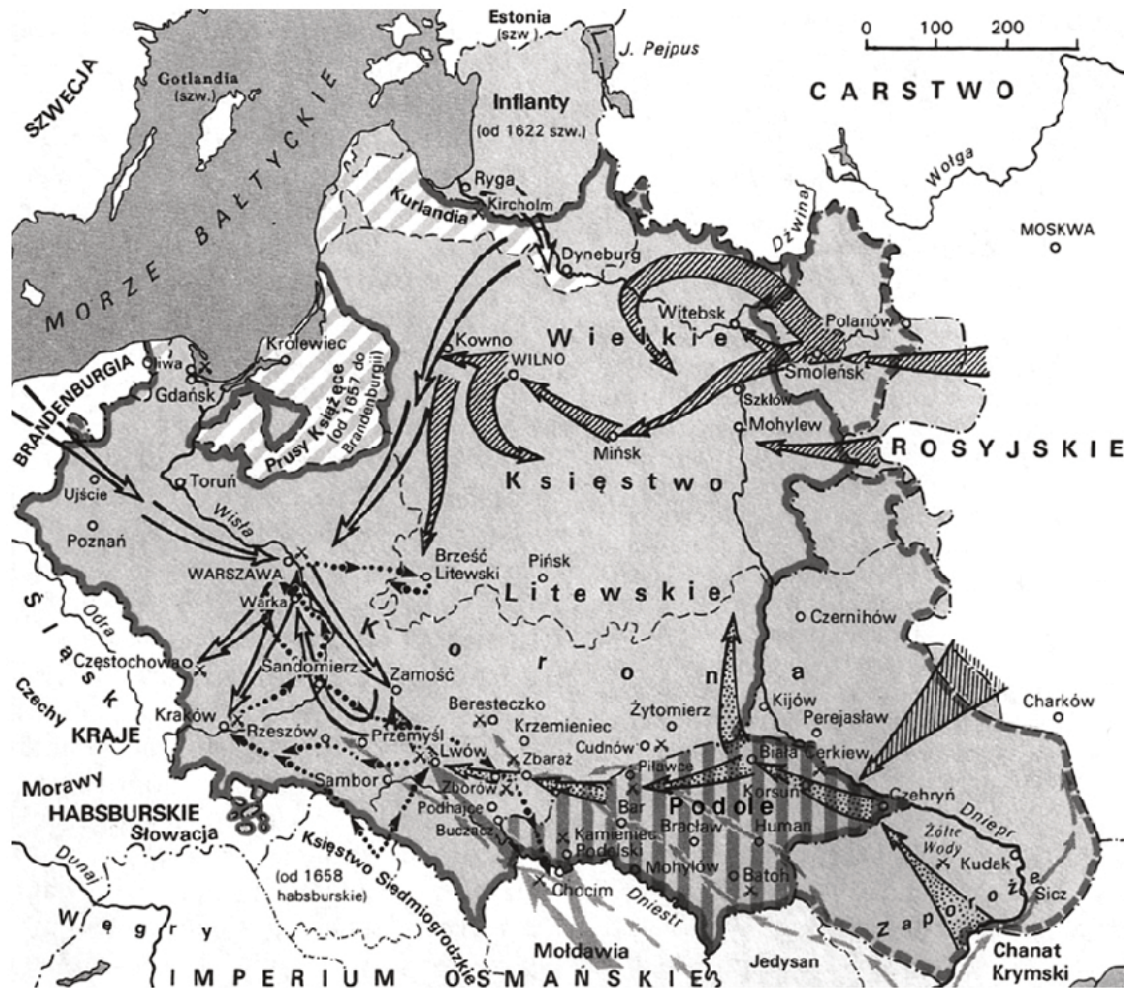 Estonia
(szw.)
J. Pejpus
0 100 200
SZWECJA
Gotlandia
(szw.)
CARSTWO
Inflanty
(od 1622 szw.)
MORZE BAŁTYCKIE
Wołga
Ryga
Kircholm
Kurlandia
Dźwina
MOSKWA
Dyneburg
Witebsk
Połanów
Królewiec
Kowno
Wielkie
WILNO
Smoleńsk
BRANDENBURGIA
liwa
Gdańsk
Prusy Książęce
(od 1657 do
Brandenburgii)
Szkłów
Mohylew
ROSYJSKIE
Mińsk
Księstwo
Toruń
Ujście
Wisła
Poznań
WARSZAWA
Brześć
Litewski
Pińsk
Litewskie
Warka
Czernihów
Śląsk
Odra
Korona
Częstochowa
Sandomierz
Zamość
Czechy
Kraków
Rzeszów
Przemyśl
Beresteczko
Krzemieniec
Żytomierz
Kijów
Perejasław
Charków
KRAJE
Lwów
Zbaraż
Cudnów
Piławce
Biała Cerkiew
Morawy
Sambor
Zborów
Podhajce
Buczacz
Bar
Podole
Korsuń
Czehryń
HABSBURSKIE
Słowacja
Kamieniec
Podolski
Bracław
Human
Dniepr
Żółte
Wody
Kudek
Księstwo Siedmiogrodzkie
(od 1658
habsburskie)
Dunaj
Chocim
Mohylów
Batoh
Zaporoże
Sicz
Dniestr
Węgry
Mołdawia
Jedysan
Chanat
Krymski
IMPERIUM OSMAŃSKIE